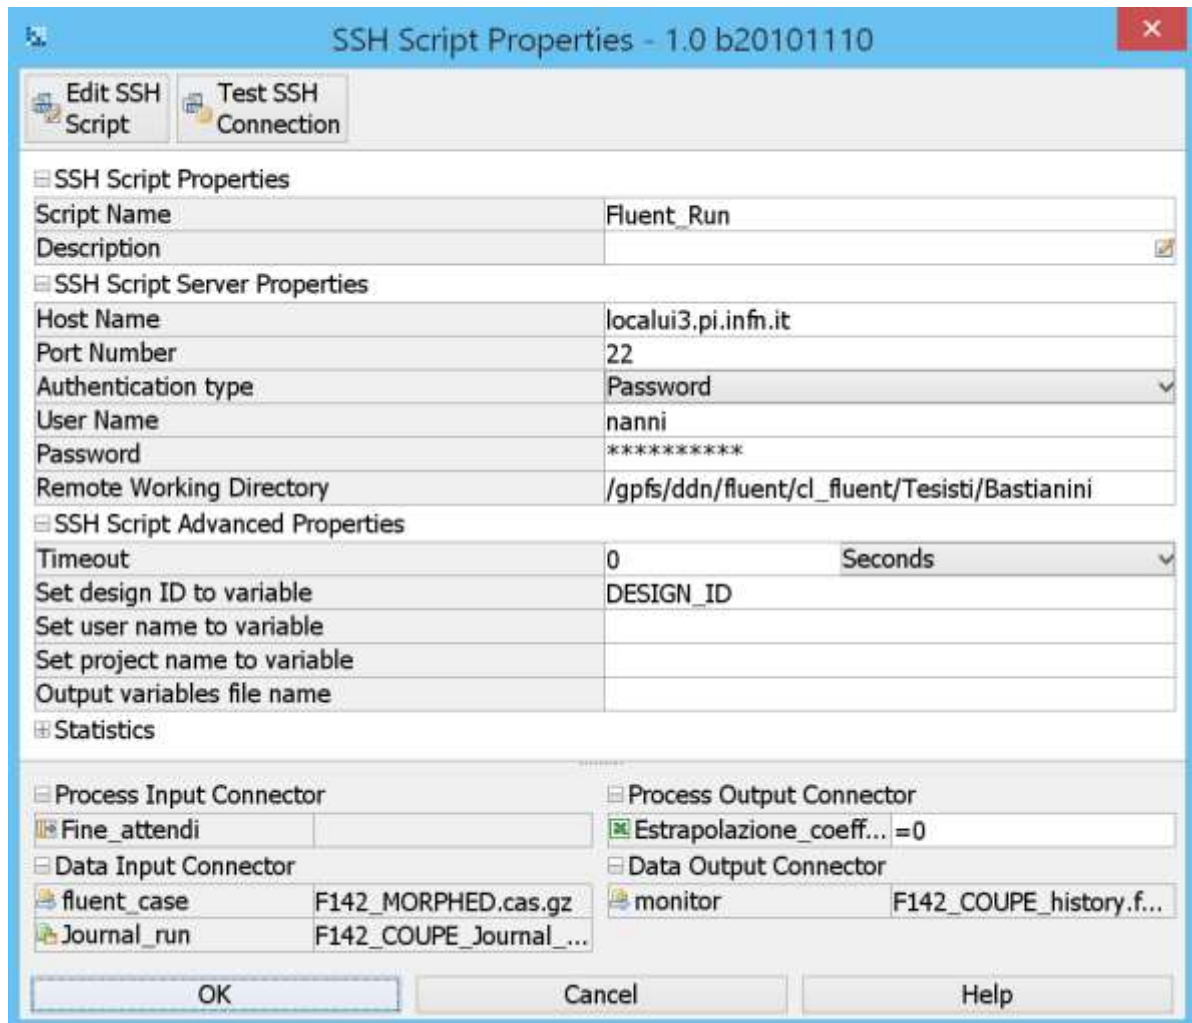 SSH Script Properties - 1.0 b20101110
Edit SSH Script
Test SSH Connection
SSH Script Properties
Script Name Fluent_Run
Description
SSH Script Server Properties
Host Name localui3.pi.infn.it
Port Number 22
Authentication type Password
User Name nanni
Password **********
Remote Working Directory /gpfs/ddn/fluent/cl_fluent/Tesisti/Bastianini
SSH Script Advanced Properties
Timeout 0 Seconds
Set design ID to variable DESIGN_ID
Set user name to variable
Set project name to variable
Output variables file name
Statistics
Process Input Connector
Fine_attendi
Data Input Connector
fluent_case F142_MORPHED.cas.gz
Journal_run F142_COUPE_Journal_...
Process Output Connector
Estrapolazione_coeff... =0
Data Output Connector
monitor F142_COUPE_history.f...
OK Cancel Help